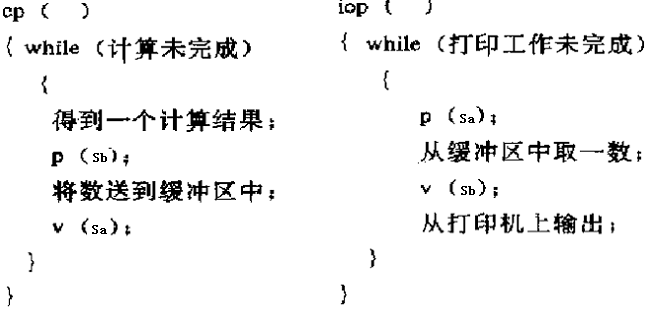 cp (   )
{ while (计算未完成)
{
得到一个计算结果;
p (Sb);
将数送到缓冲区中;
v (Sa);
}
}
iop (   )
{ while (打印工作未完成)
{
p (Sa);
从缓冲区中取一数;
v (Sb);
从打印机上输出;
}
}